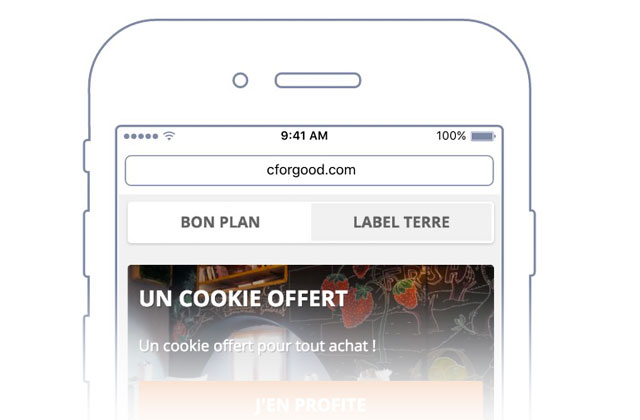 9:41 AM 100%
cforgood.com
BON PLAN LABEL TERRE
UN COOKIE OFFERT
Un cookie offert pour tout achat !
J'EN PROFITE